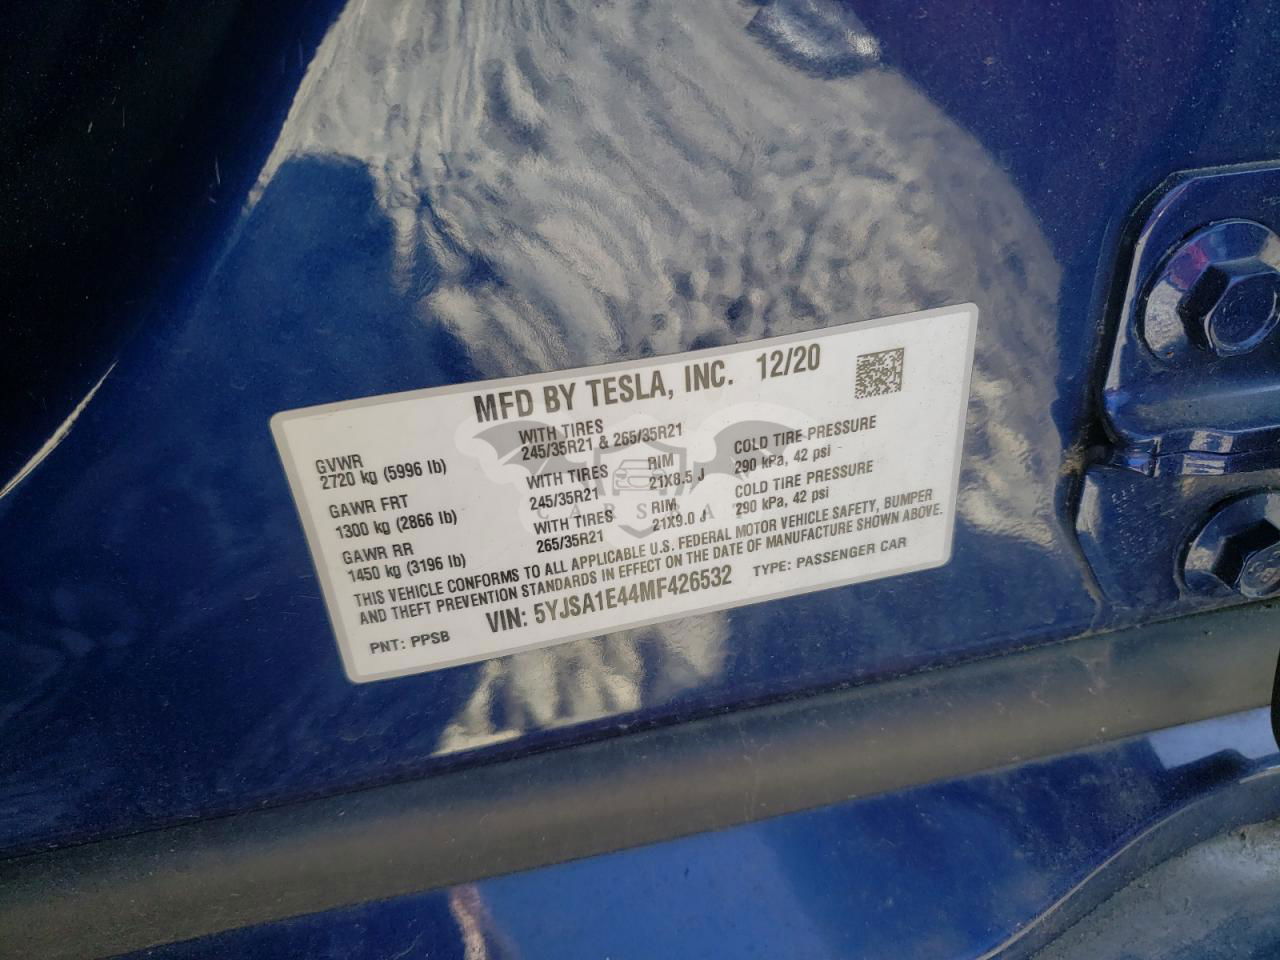 MFD BY TESLA, INC. 12/20
GVWR
2720 kg (5996 lb)
WITH TIRES
245/35R21 & 265/35R21
GAWR FRT
1300 kg (2866 lb)
WITH TIRES
245/35R21
RIM
21X8.5 J
COLD TIRE PRESSURE
290 kPa, 42 psi
GAWR RR
1450 kg (3196 lb)
WITH TIRES
265/35R21
RIM
21X9.0 J
COLD TIRE PRESSURE
290 kPa, 42 psi
THIS VEHICLE CONFORMS TO ALL APPLICABLE U.S. FEDERAL MOTOR VEHICLE SAFETY, BUMPER
AND THEFT PREVENTION STANDARDS IN EFFECT ON THE DATE OF MANUFACTURE SHOWN ABOVE.
PNT: PPSB VIN: 5YJSA1E44MF426532 TYPE: PASSENGER CAR